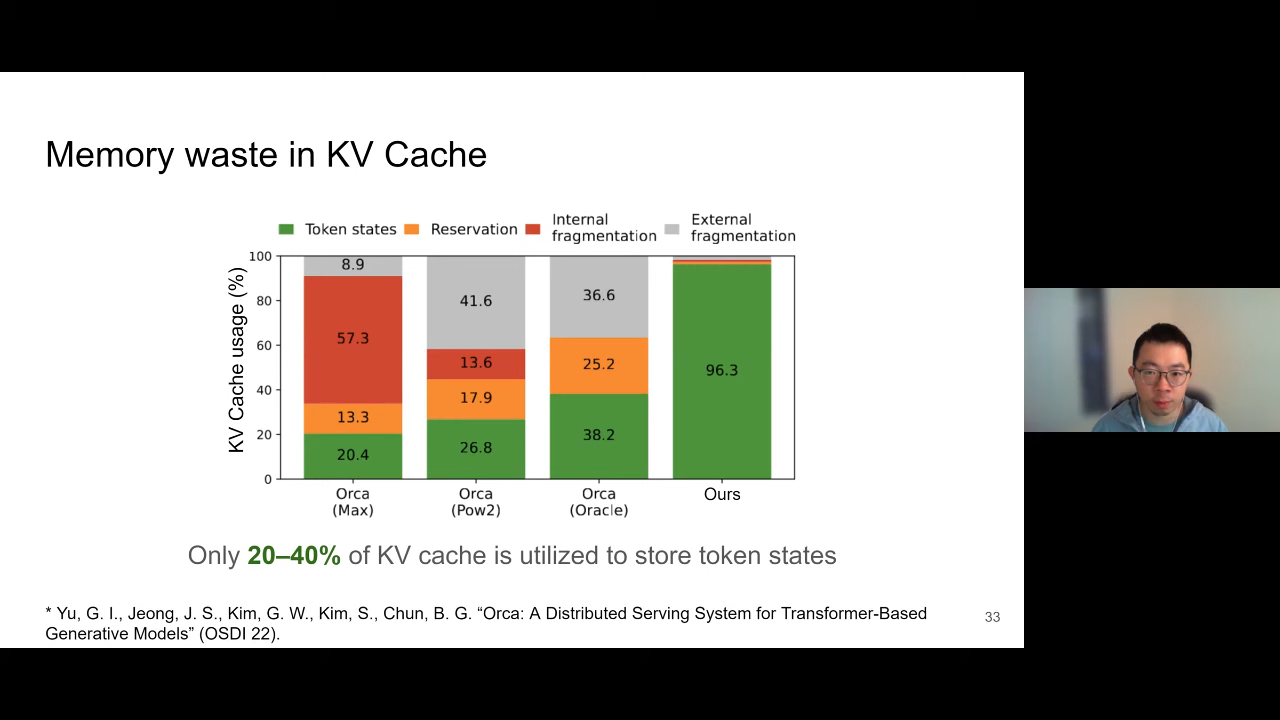 Memory waste in KV Cache
Token states
Reservation
Internal
fragmentation
External
fragmentation
KV Cache usage (%)
100
80
60
40
20
0
8.9
57.3
13.3
20.4
41.6
13.6
17.9
26.8
36.6
25.2
38.2
96.3
Orca
(Max)
Orca
(Pow2)
Orca
(Oracle)
Ours
Only 20–40% of KV cache is utilized to store token states
* Yu, G. I., Jeong, J. S., Kim, G. W., Kim, S., Chun, B. G. “Orca: A Distributed Serving System for Transformer-Based
Generative Models” (OSDI 22).
33